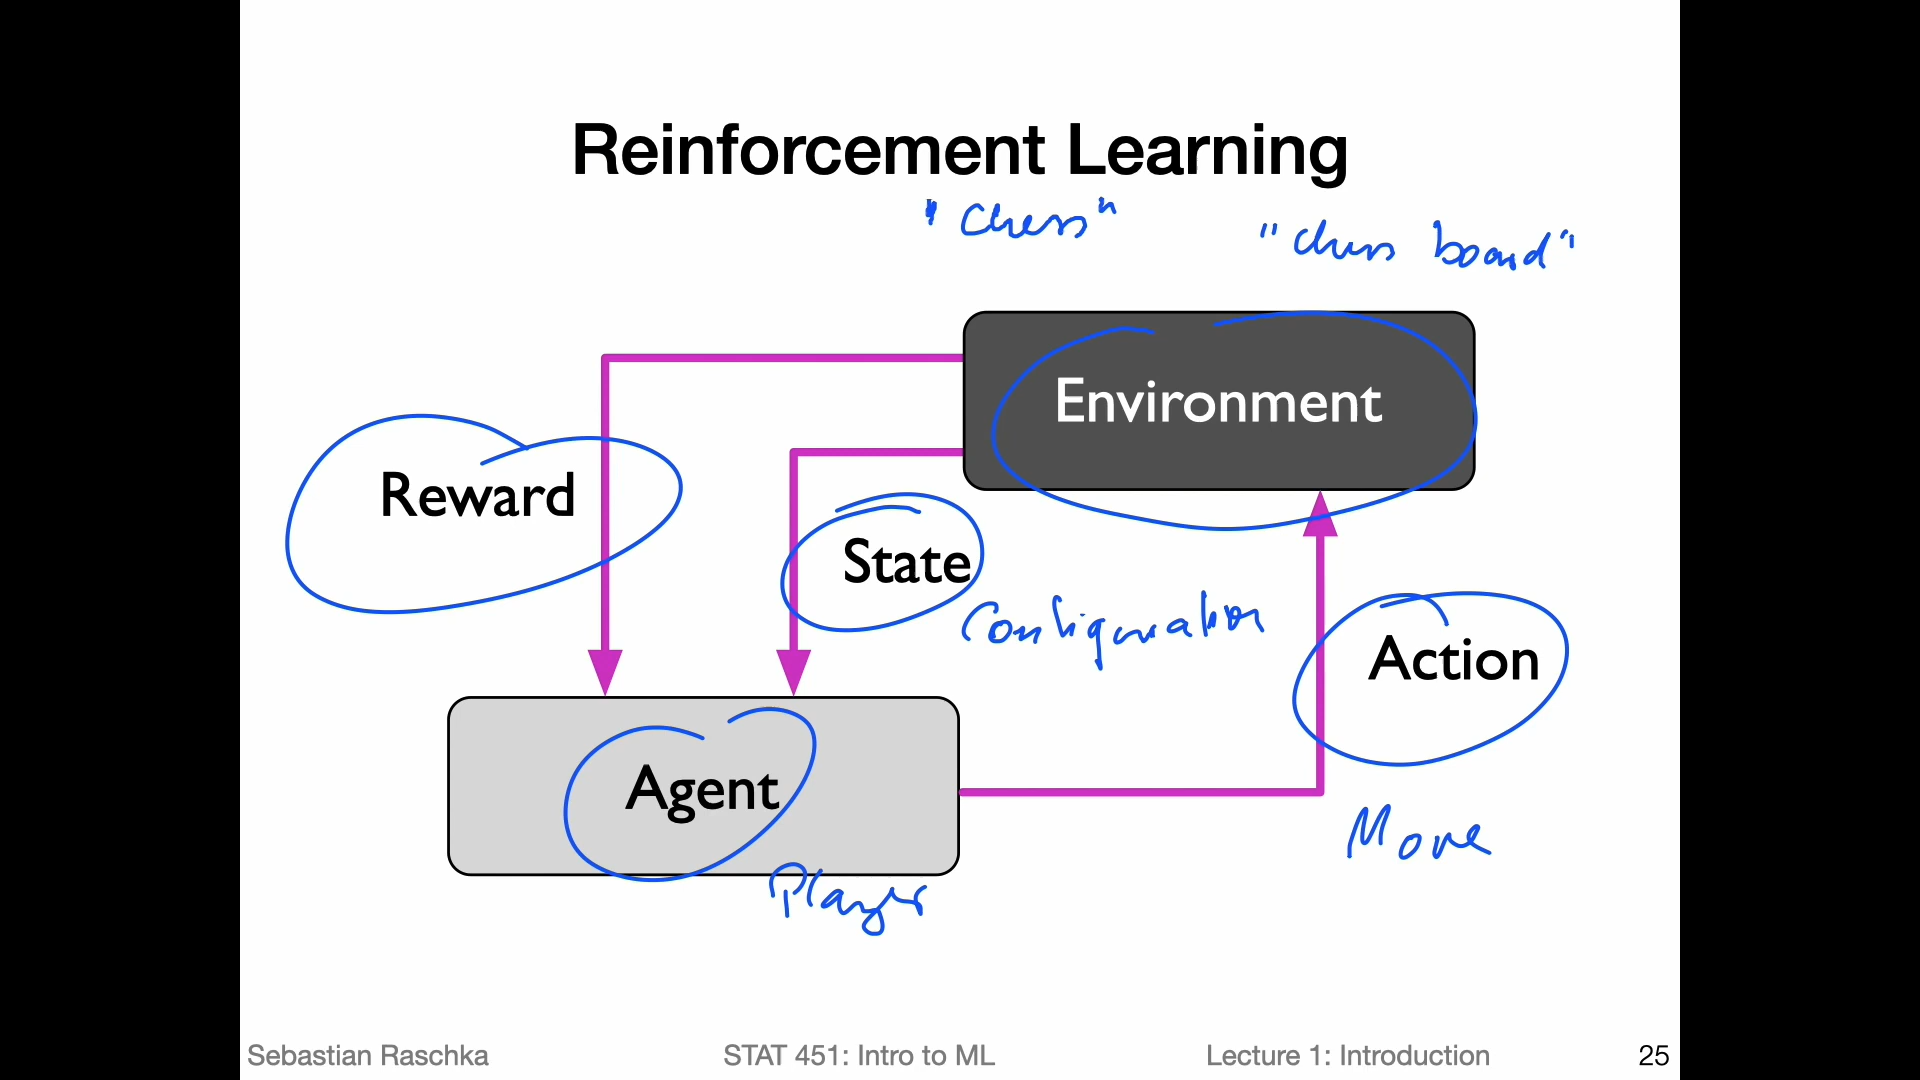 Reinforcement Learning
"Chess"
"chess board"
Environment
Reward
State
Configuration
Action
Agent
Move
Player
Sebastian Raschka
STAT 451: Intro to ML
Lecture 1: Introduction
25